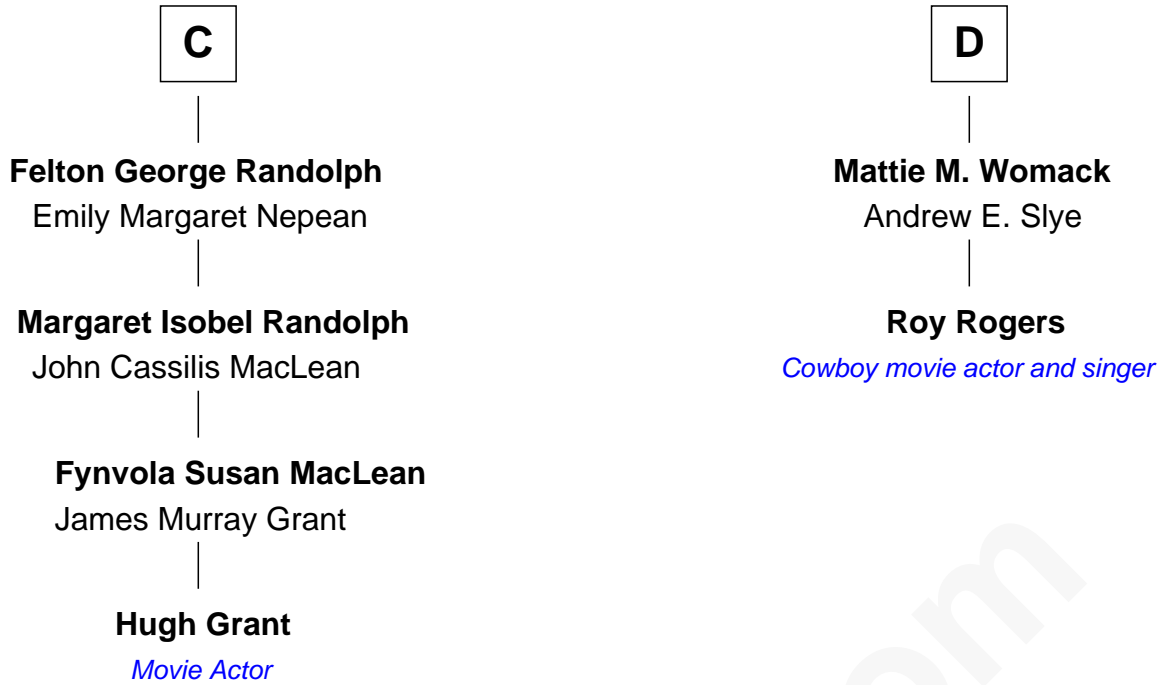 C
Felton George Randolph
Emily Margaret Nepean
Margaret Isobel Randolph
John Cassilis MacLean
Fynvola Susan MacLean
James Murray Grant
Hugh Grant
Movie Actor
D
Mattie M. Womack
Andrew E. Slye
Roy Rogers
Cowboy movie actor and singer
om